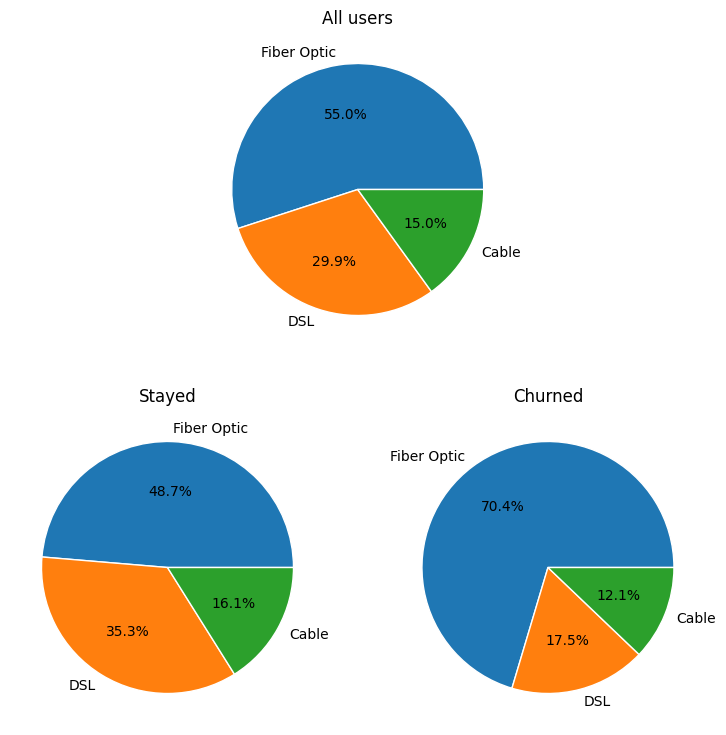 All users
Fiber Optic
55.0%
15.0%
Cable
29.9%
DSL
Stayed
Fiber Optic
48.7%
16.1%
35.3%
Cable
DSL
Churned
Fiber Optic
70.4%
12.1%
Cable
17.5%
DSL